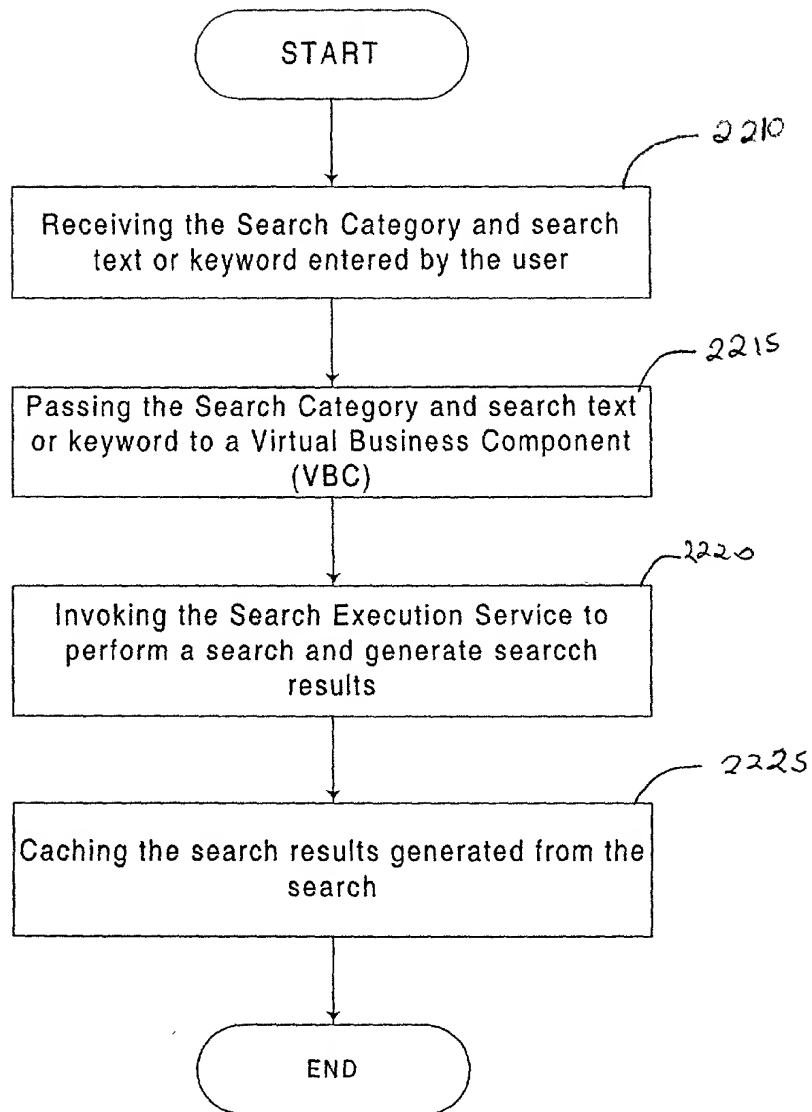 START
2210
Receiving the Search Category and search
text or keyword entered by the user
2215
Passing the Search Category and search text
or keyword to a Virtual Business Component
(VBC)
2220
Invoking the Search Execution Service to
perform a search and generate searcch
results
2225
Caching the search results generated from the
search
END